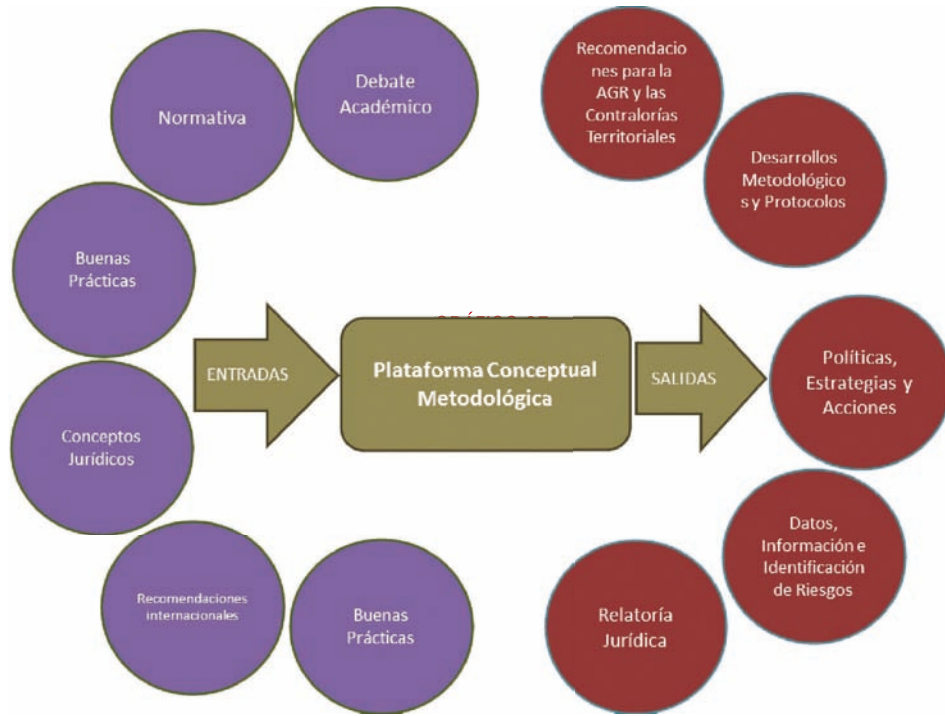 Debate
Académico
Normativa
Buenas
Prácticas
Conceptos
Jurídicos
Recomendaciones
internacionales
Buenas
Prácticas
ENTRADAS
Plataforma Conceptual
Metodológica
SALIDAS
Recomendacio
nes para la
AGR y las
Contralorías
Territoriales
Desarrollos
Metodológico
s y Protocolos
Políticas,
Estrategias y
Acciones
Datos,
Información e
Identificación
de Riesgos
Relatoría
Jurídica